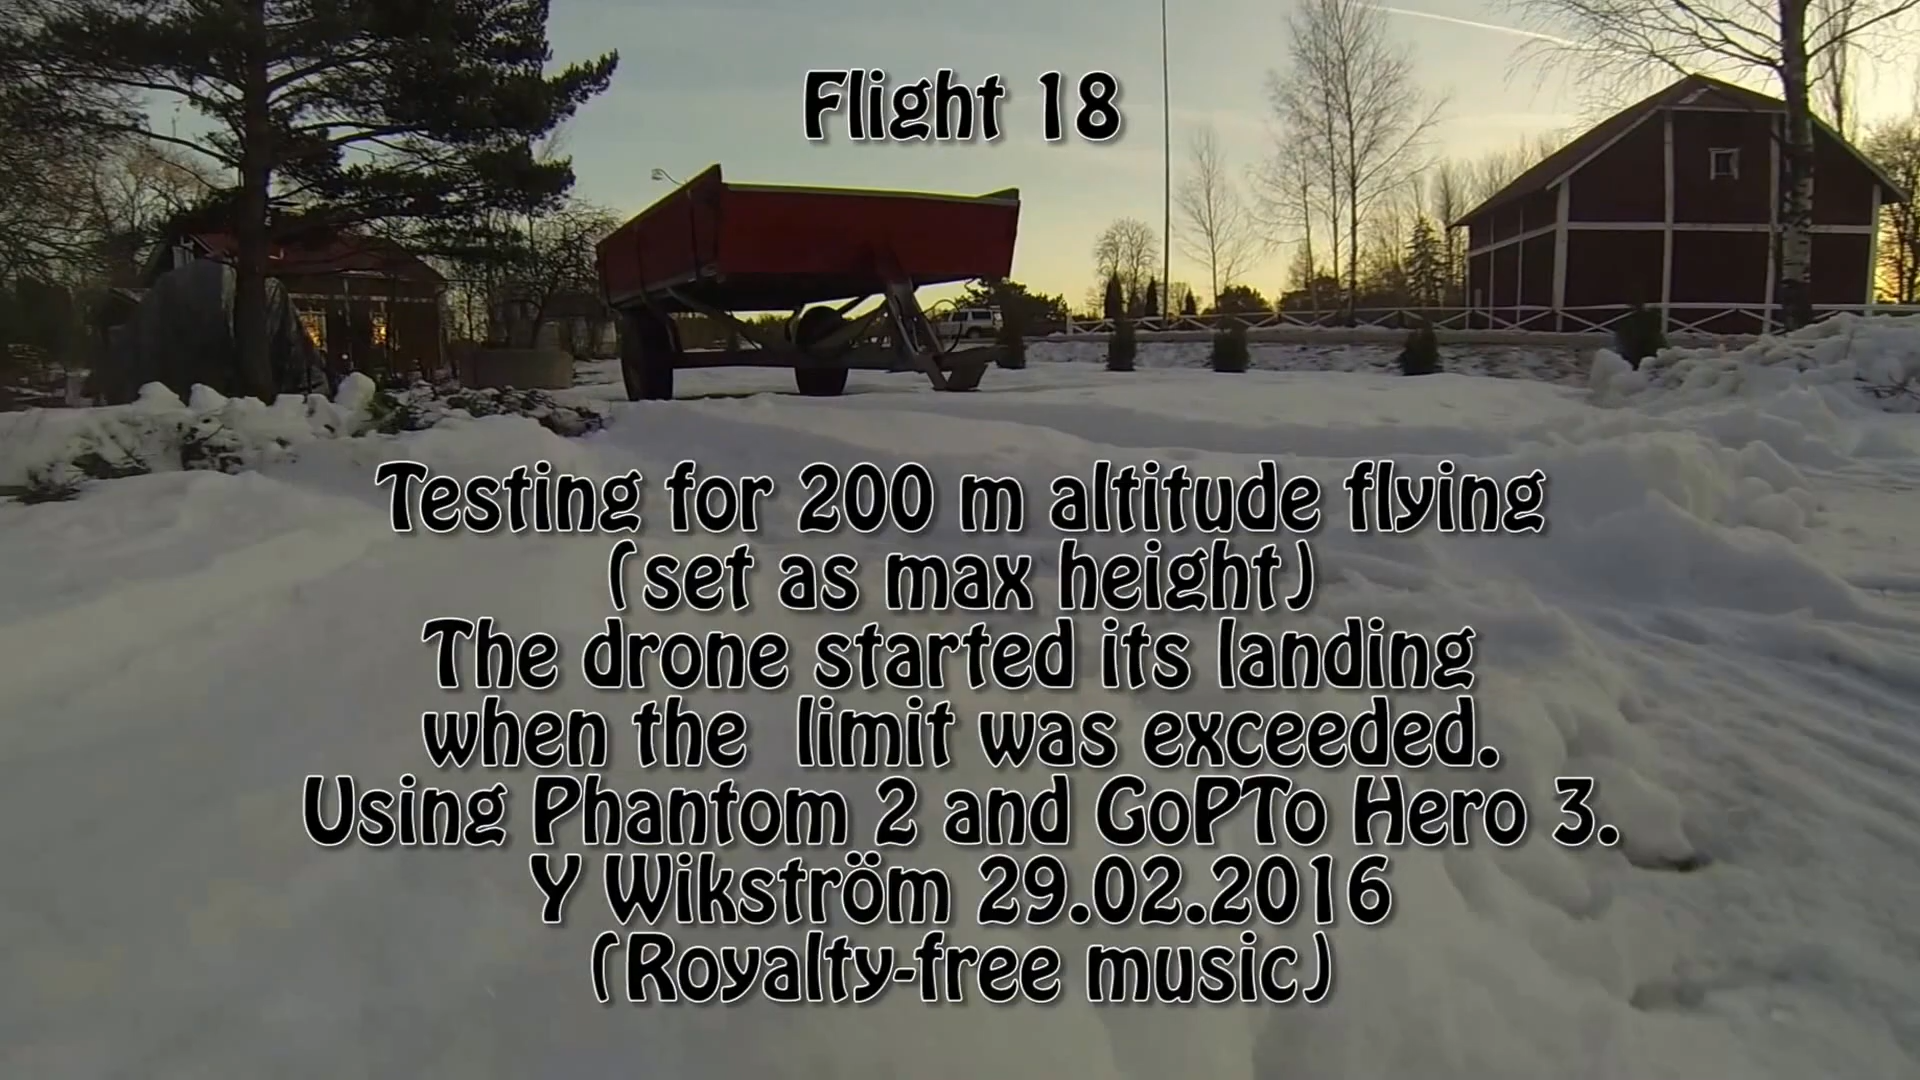 Flight 18
Testing for 200 m altitude flying
(set as max height)
The drone started its landing
when the  limit was exceeded.
Using Phantom 2 and GoPTo Hero 3.
Y Wikström 29.02.2016
(Royalty-free music)